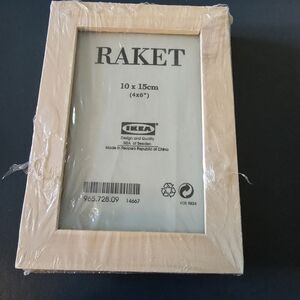 RAKET
10 x 15cm
(4x6")
IKEA
Design and Quality
IKEA of Sweden
Made in People's Republic of China
965.728.09 14667